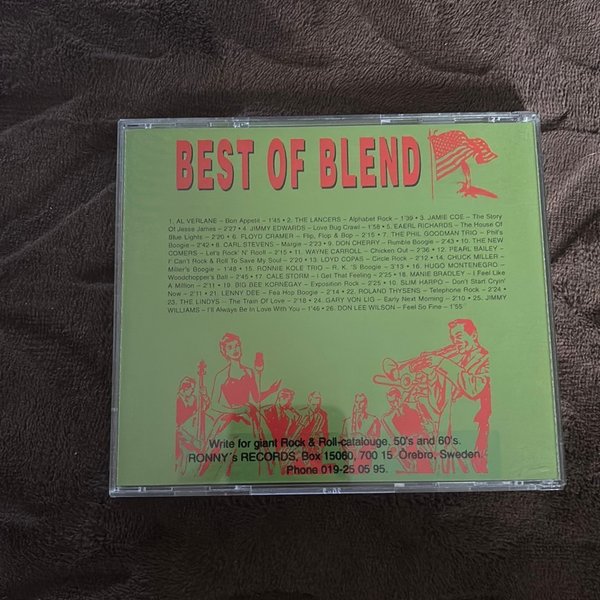 BEST OF BLEND
1. AL VERLANE – Bon Appetit – 1'45 • 2. THE LANCERS – Alphabet Rock – 1'39 • 3. JAMIE COE – The Story
Of Jesse James – 2'27 • 4. JIMMY EDWARDS – Love Bug Crawl – 1'58 • 5. EAERL RICHARDS – The House Of
Blue Lights – 2'20 • 6. FLOYD CRAMER – Flip, Flop & Bop – 2'15 • 7. THE PHIL GOODMAN TRIO – Phil's
Boogie – 2'42 • 8. CARL STEVENS – Margie – 2'23 • 9. DON CHERRY – Rumble Boogie – 2'43 • 10. THE NEW
COMERS – Let's Rock' N' Rooll – 2'15 • 11. WAYNE CARROLL – Chicken Out – 2'36 • 12. PEARL BAILEY –
I' Can't Rock & Roll To Save My Soul – 2'20 • 13. LOYD COPAS – Circle Rock – 2'12 • 14. CHUCK MILLER –
Miller's Boogie – 1'48 • 15. RONNIE KOLE TRIO – R. K. 'S Boogie – 3'13 • 16. HUGO MONTENEGRO –
Woodchopper's Ball – 2'45 • 17. CALE STORM – I Get That Feeling – 2'25 • 18. MANIE BRADLEY – I Feel Like
A Million – 2'11 • 19. BIG BEE KORNEGAY – Exposition Rock – 2'25 • 10. SLIM HARPO – Don't Start Cryin'
Now – 2'11 • 21. LENNY DEE – Fea Hop Boogie – 2'14 • 22. ROLAND THYSENS – Telephone Rock – 2'24 •
23. THE LINDYS – The Train Of Love – 2'18 • 24. GARY VON LIG – Early Next Morning – 2'10 • 25. JIMMY
WILLIAMS – I'll Always Be In Love With You – 1'46 • 26. DON LEE WILSON – Feel So Fine – 1'55
Write for giant Rock & Roll-catalouge. 50's and 60's.
RONNY´s RECORDS, Box 15060, 700 15 Örebro, Sweden.
Phone 019-25 05 95.